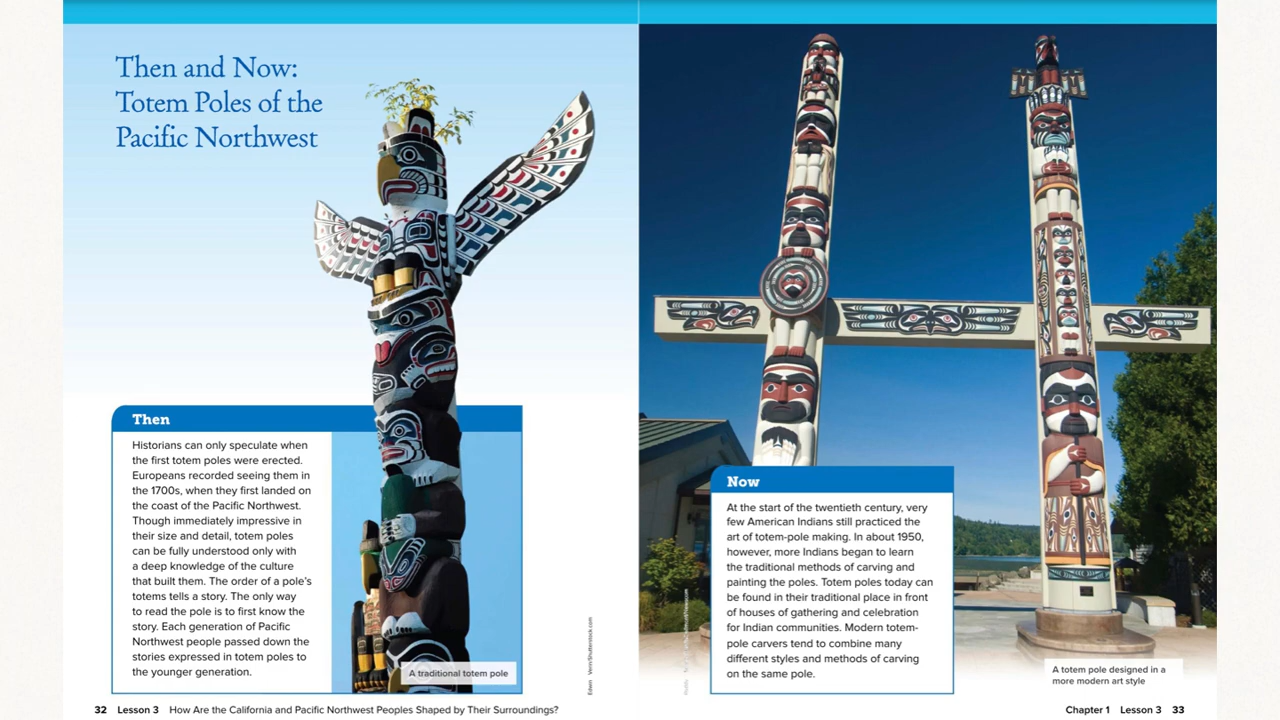 Then and Now:
Totem Poles of the
Pacific Northwest
Then
Historians can only speculate when
the first totem poles were erected.
Europeans recorded seeing them in
the 1700s, when they first landed on
the coast of the Pacific Northwest.
Though immediately impressive in
their size and detail, totem poles
can be fully understood only with
a deep knowledge of the culture
that built them. The order of a pole's
totems tells a story. The only way
to read the pole is to first know the
story. Each generation of Pacific
Northwest people passed down the
stories expressed in totem poles to
the younger generation.
A traditional totem pole
32 Lesson 3 How Are the California and Pacific Northwest Peoples Shaped by Their Surroundings?
Now
At the start of the twentieth century, very
few American Indians still practiced the
art of totem-pole making. In about 1950,
however, more Indians began to learn
the traditional methods of carving and
painting the poles. Totem poles today can
be found in their traditional place in front
of houses of gathering and celebration
for Indian communities. Modern totem-
pole carvers tend to combine many
different styles and methods of carving
on the same pole.
A totem pole designed in a
more modern art style
Chapter 1 Lesson 3 33